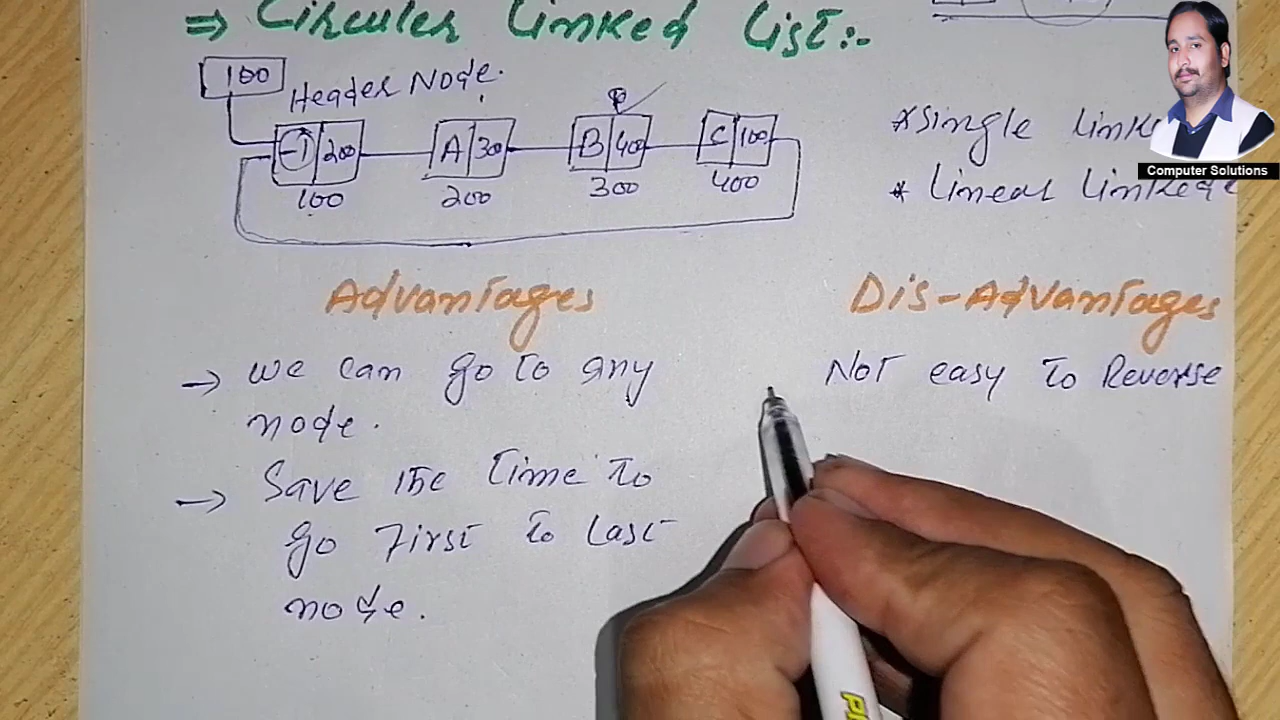 ⇒ Circular Linked List:-
100
Header Node.
-1 200
A 300
B 400
C 100
100
200
300
400
*Single Linke
* Linear Linked
Computer Solutions
Advantages
→ we can go to any
node.
→ Save the time to
go First to Last
node.
Dis-Advantages
Not easy to Reverse